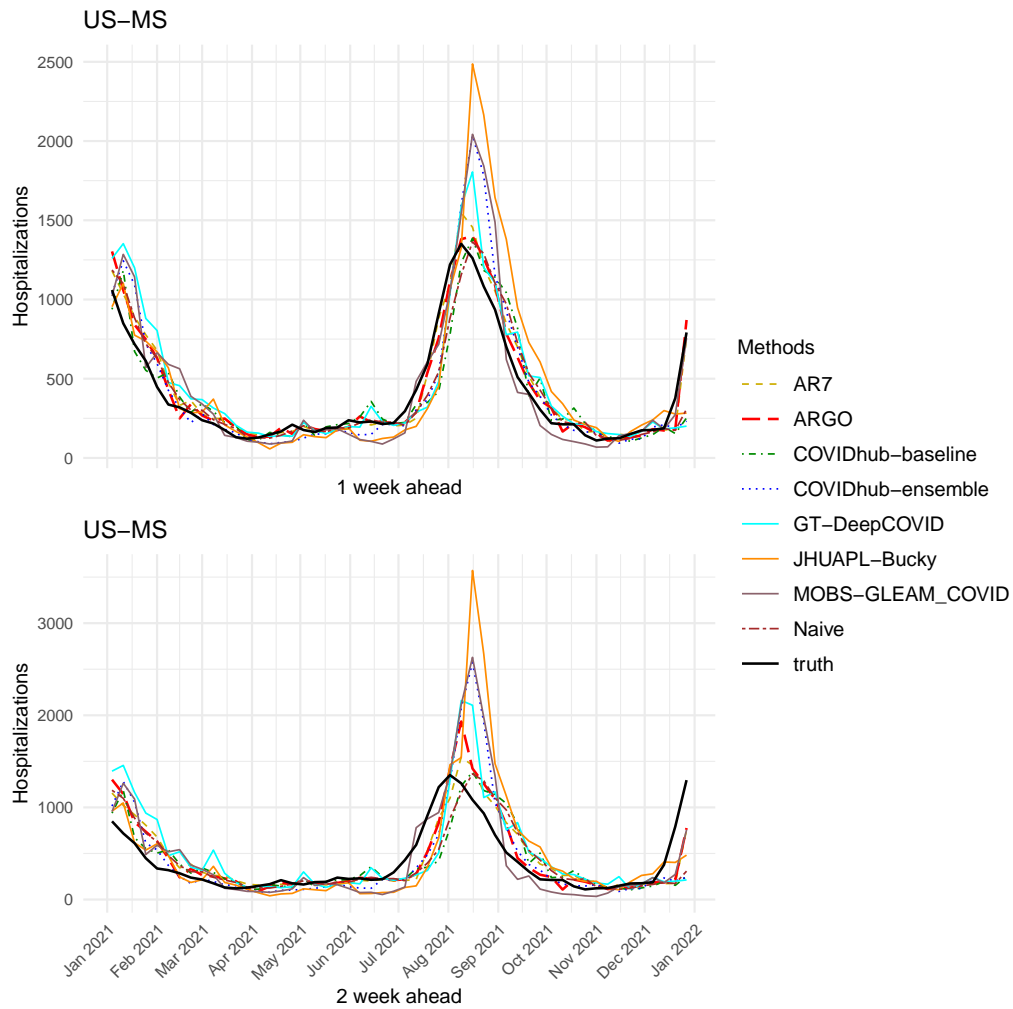 US−MS
2500
2000
1500
1000
500
0
Hospitalizations
1 week ahead
US−MS
3000
2000
1000
0
Hospitalizations
Jan 2021
Feb 2021
Mar 2021
Apr 2021
May 2021
Jun 2021
Jul 2021
Aug 2021
Sep 2021
Oct 2021
Nov 2021
Dec 2021
Jan 2022
2 week ahead
Methods
AR7
ARGO
COVIDhub−baseline
COVIDhub−ensemble
GT−DeepCOVID
JHUAPL−Bucky
MOBS−GLEAM_COVID
Naive
truth